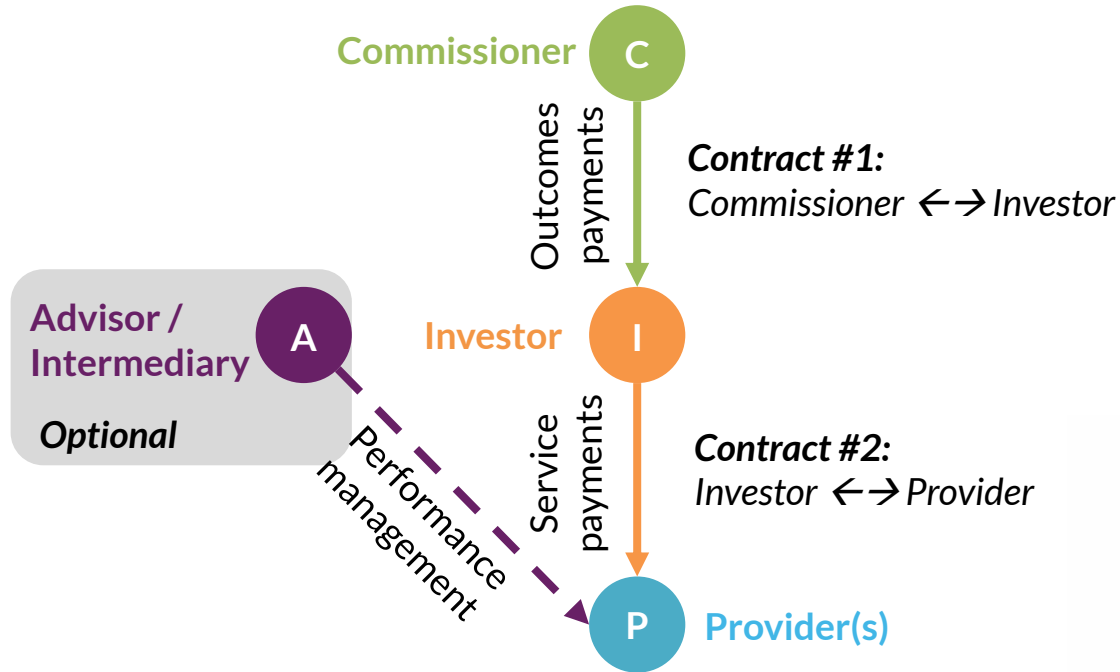 Commissioner
C
Outcomes
payments
Contract #1:
Commissioner ←→ Investor
Advisor /
Intermediary
A
Optional
Investor
I
Performance
management
Service
payments
Contract #2:
Investor ←→ Provider
P
Provider(s)